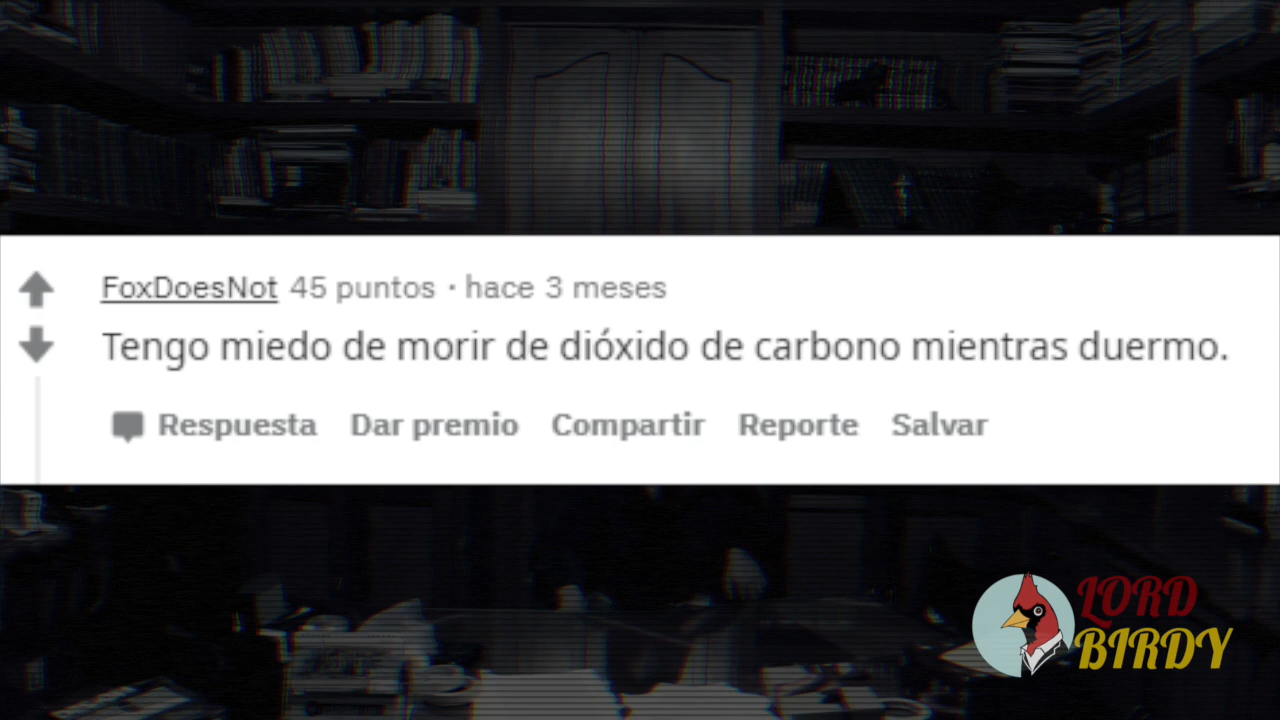 FoxDoesNot 45 puntos · hace 3 meses
Tengo miedo de morir de dióxido de carbono mientras duermo.
Respuesta Dar premio Compartir Reporte Salvar
LORD
BIRDY